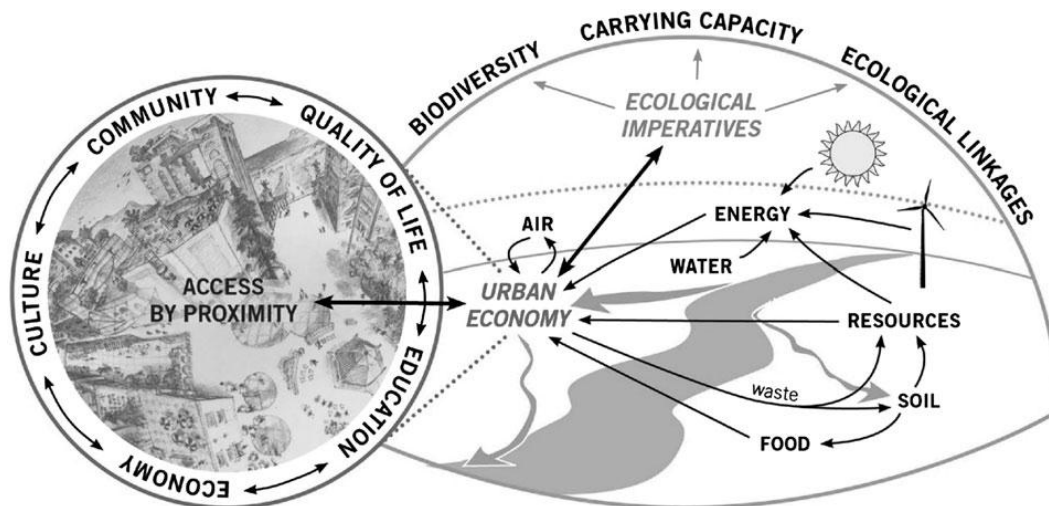 CARRYING CAPACITY
BIODIVERSITY
ECOLOGICAL LINKAGES
ECOLOGICAL
IMPERATIVES
COMMUNITY
QUALITY OF LIFE
CULTURE
EDUCATION
ECONOMY
ACCESS
BY PROXIMITY
AIR
ENERGY
WATER
URBAN
ECONOMY
RESOURCES
waste
SOIL
FOOD